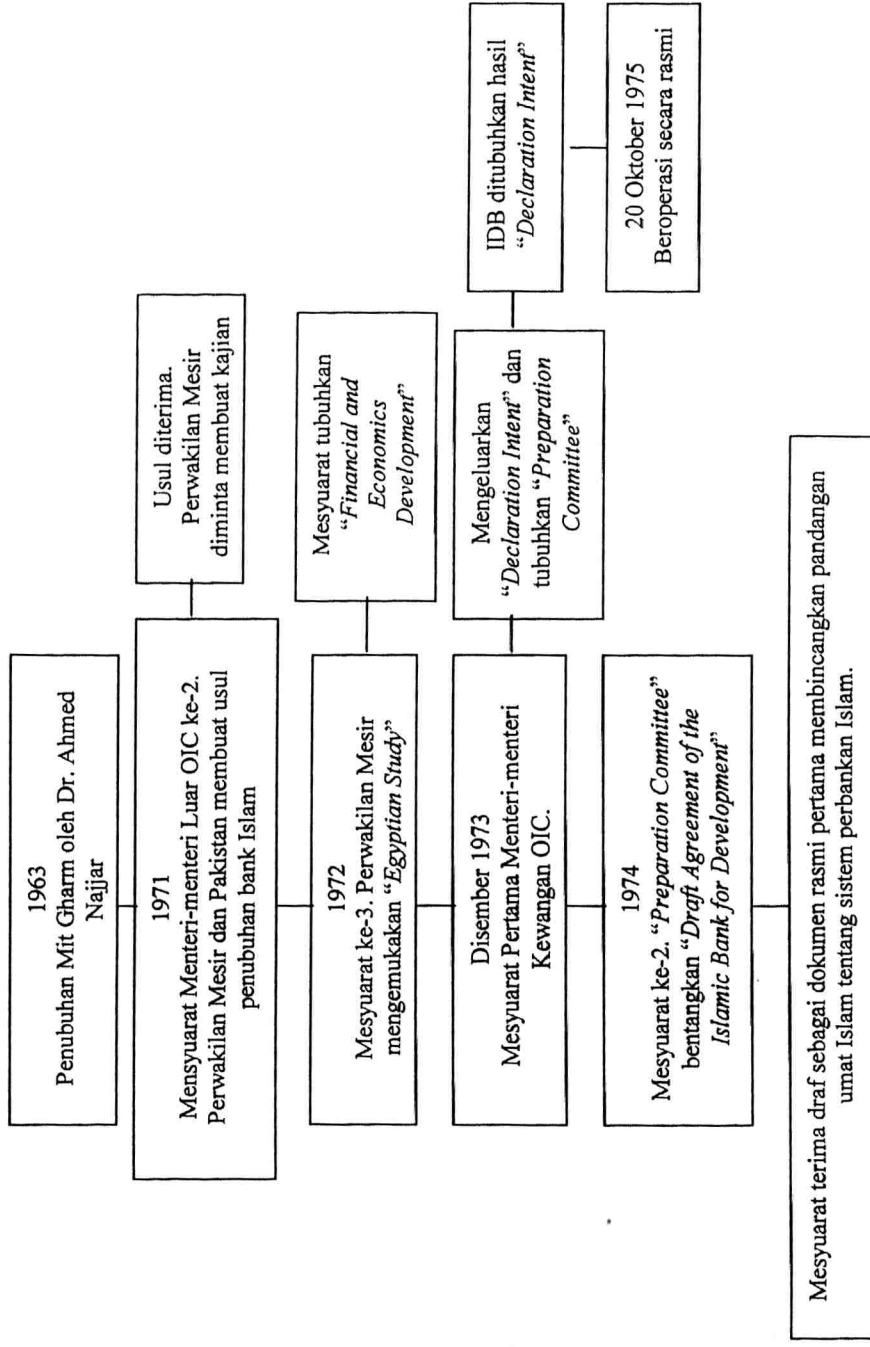 1963
Penubuhan Mit Gharm oleh Dr. Ahmed
Najjar
1971
Mensyuarat Menteri-menteri Luar OIC ke-2.
Perwakilan Mesir dan Pakistan membuat usul
penubuhan bank Islam
Usul diterima.
Perwakilan Mesir
diminta membuat kajian
1972
Mesyuarat ke-3. Perwakilan Mesir
mengemukakan “Egyptian Study”
Mesyuarat tubuhkan
“Financial and
Economics
Development”
Disember 1973
Mesyuarat Pertama Menteri-menteri
Kewangan OIC.
Mengeluarkan
“Declaration Intent” dan
tubuhkan “Preparation
Committee”
IDB ditubuhkan hasil
“Declaration Intent”
20 Oktober 1975
Beroperasi secara rasmi
1974
Mesyuarat ke-2. “Preparation Committee”
bentangkan “Draft Agreement of the
Islamic Bank for Development”
Mesyuarat terima draf sebagai dokumen rasmi pertama membincangkan pandangan
umat Islam tentang sistem perbankan Islam.